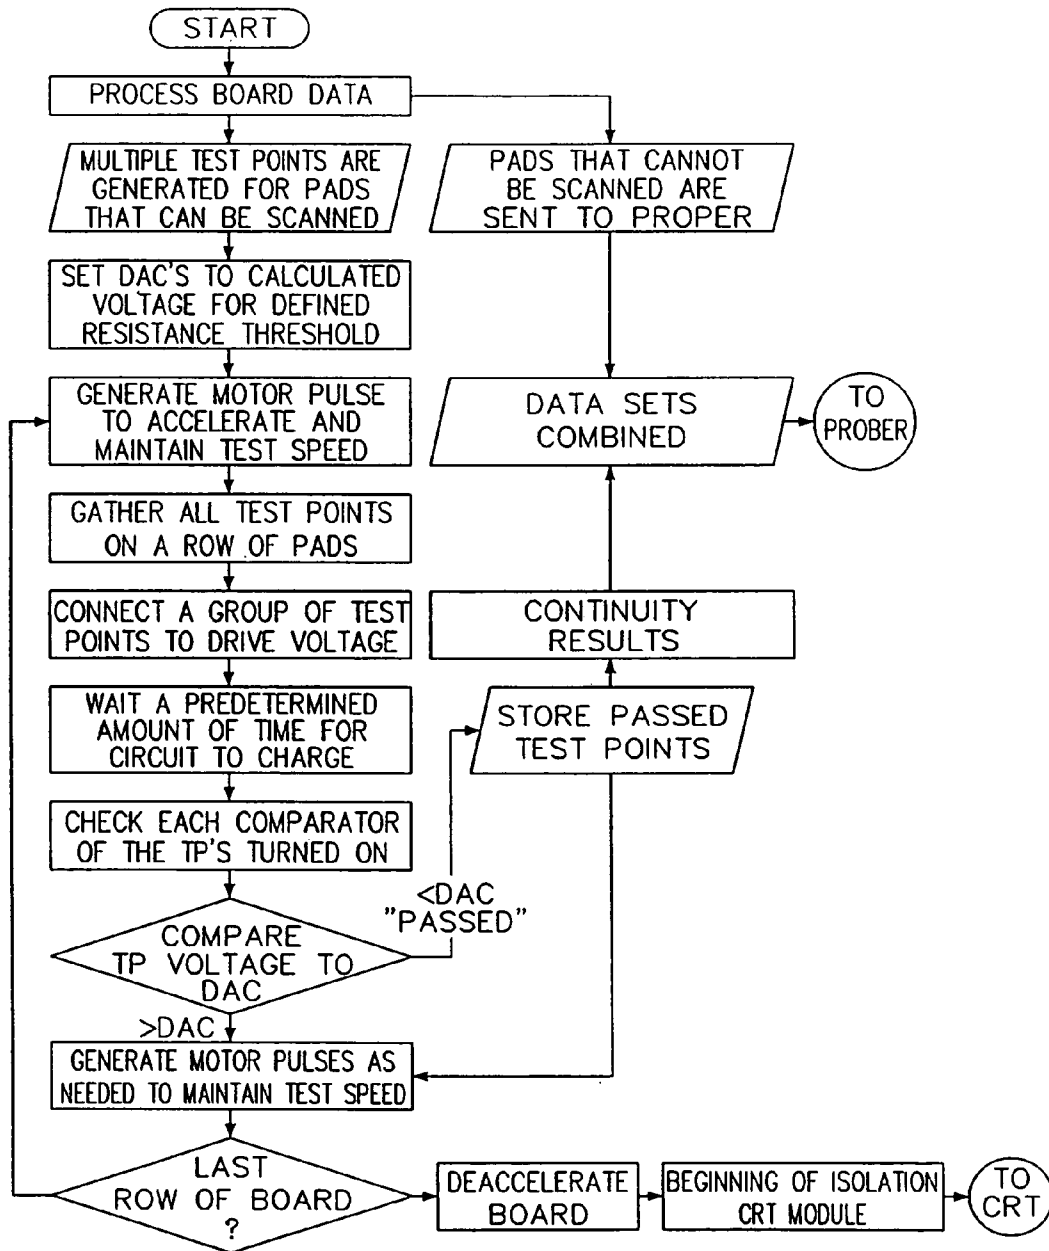 START
PROCESS BOARD DATA
MULTIPLE TEST POINTS ARE
GENERATED FOR PADS
THAT CAN BE SCANNED
PADS THAT CANNOT
BE SCANNED ARE
SENT TO PROPER
SET DAC'S TO CALCULATED
VOLTAGE FOR DEFINED
RESISTANCE THRESHOLD
GENERATE MOTOR PULSE
TO ACCELERATE AND
MAINTAIN TEST SPEED
DATA SETS
COMBINED
TO
PROBER
GATHER ALL TEST POINTS
ON A ROW OF PADS
CONNECT A GROUP OF TEST
POINTS TO DRIVE VOLTAGE
CONTINUITY
RESULTS
WAIT A PREDETERMINED
AMOUNT OF TIME FOR
CIRCUIT TO CHARGE
STORE PASSED
TEST POINTS
CHECK EACH COMPARATOR
OF THE TP'S TURNED ON
<DAC
"PASSED"
COMPARE
TP VOLTAGE TO
DAC
>DAC
GENERATE MOTOR PULSES AS
NEEDED TO MAINTAIN TEST SPEED
LAST
ROW OF BOARD
?
DEACCELERATE
BOARD
BEGINNING OF ISOLATION
CRT MODULE
TO
CRT